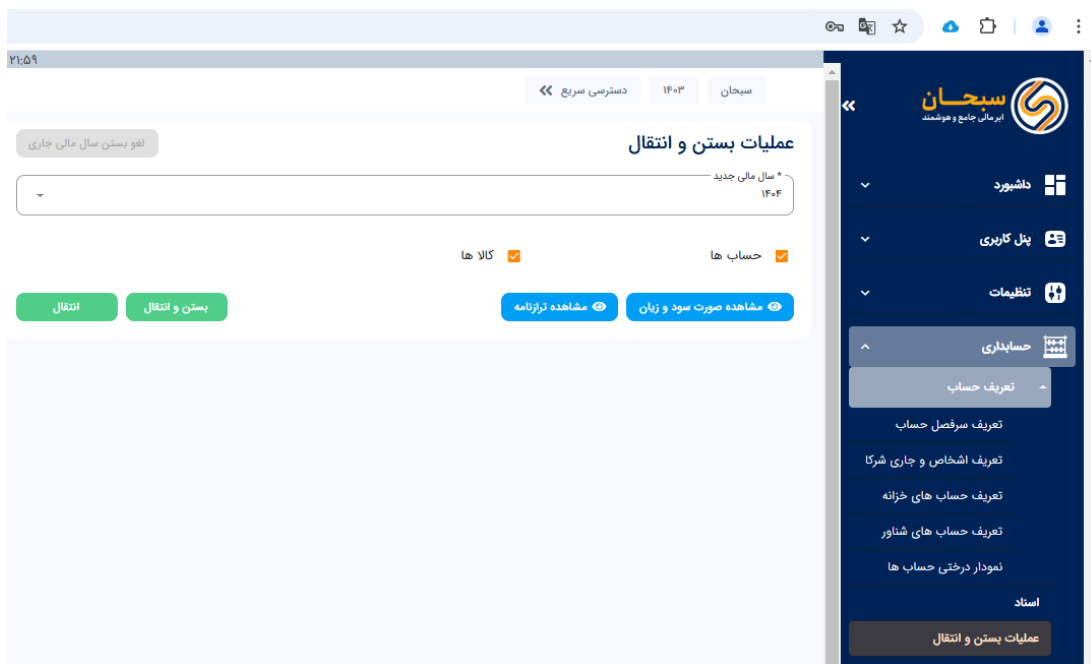 ۲۱:۵۹
سبحان
ابر مالی جامع و هوشمند
سبحان ۱۴۰۳ دسترسی سریع
عملیات بستن و انتقال
لغو بستن سال مالی جاری
* سال مالی جدید
۱۴۰۴
حساب ها
کالا ها
مشاهده صورت سود و زیان
مشاهده ترازنامه
بستن و انتقال
انتقال
داشبورد
پنل کاربری
تنظیمات
حسابداری
تعریف حساب
تعریف سرفصل حساب
تعریف اشخاص و جاری شرکا
تعریف حساب های خزانه
تعریف حساب های شناور
نمودار درختی حساب ها
اسناد
عملیات بستن و انتقال